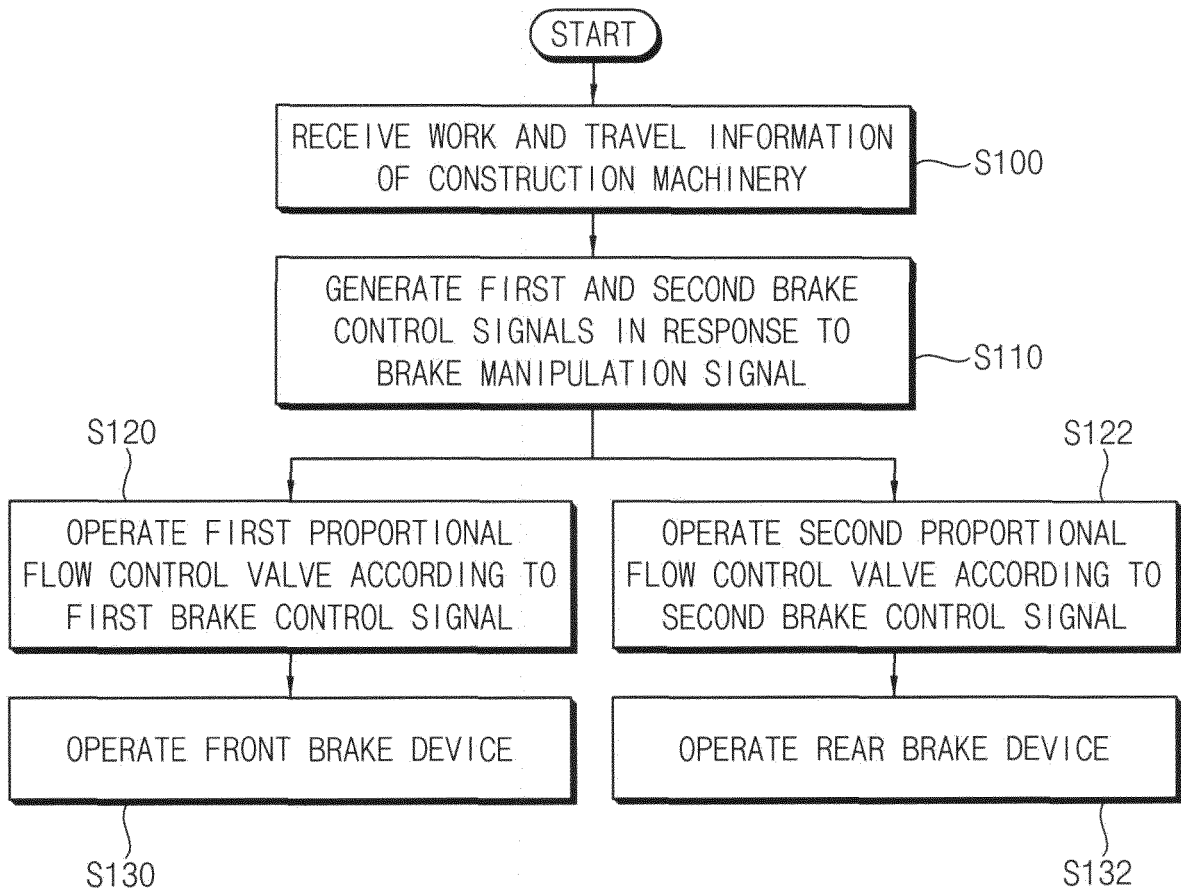 START
RECEIVE WORK AND TRAVEL INFORMATION
OF CONSTRUCTION MACHINERY
S100
GENERATE FIRST AND SECOND BRAKE
CONTROL SIGNALS IN RESPONSE TO
BRAKE MANIPULATION SIGNAL
S110
S120
S122
OPERATE FIRST PROPORTIONAL
FLOW CONTROL VALVE ACCORDING TO
FIRST BRAKE CONTROL SIGNAL
OPERATE SECOND PROPORTIONAL
FLOW CONTROL VALVE ACCORDING TO
SECOND BRAKE CONTROL SIGNAL
OPERATE FRONT BRAKE DEVICE
OPERATE REAR BRAKE DEVICE
S130
S132